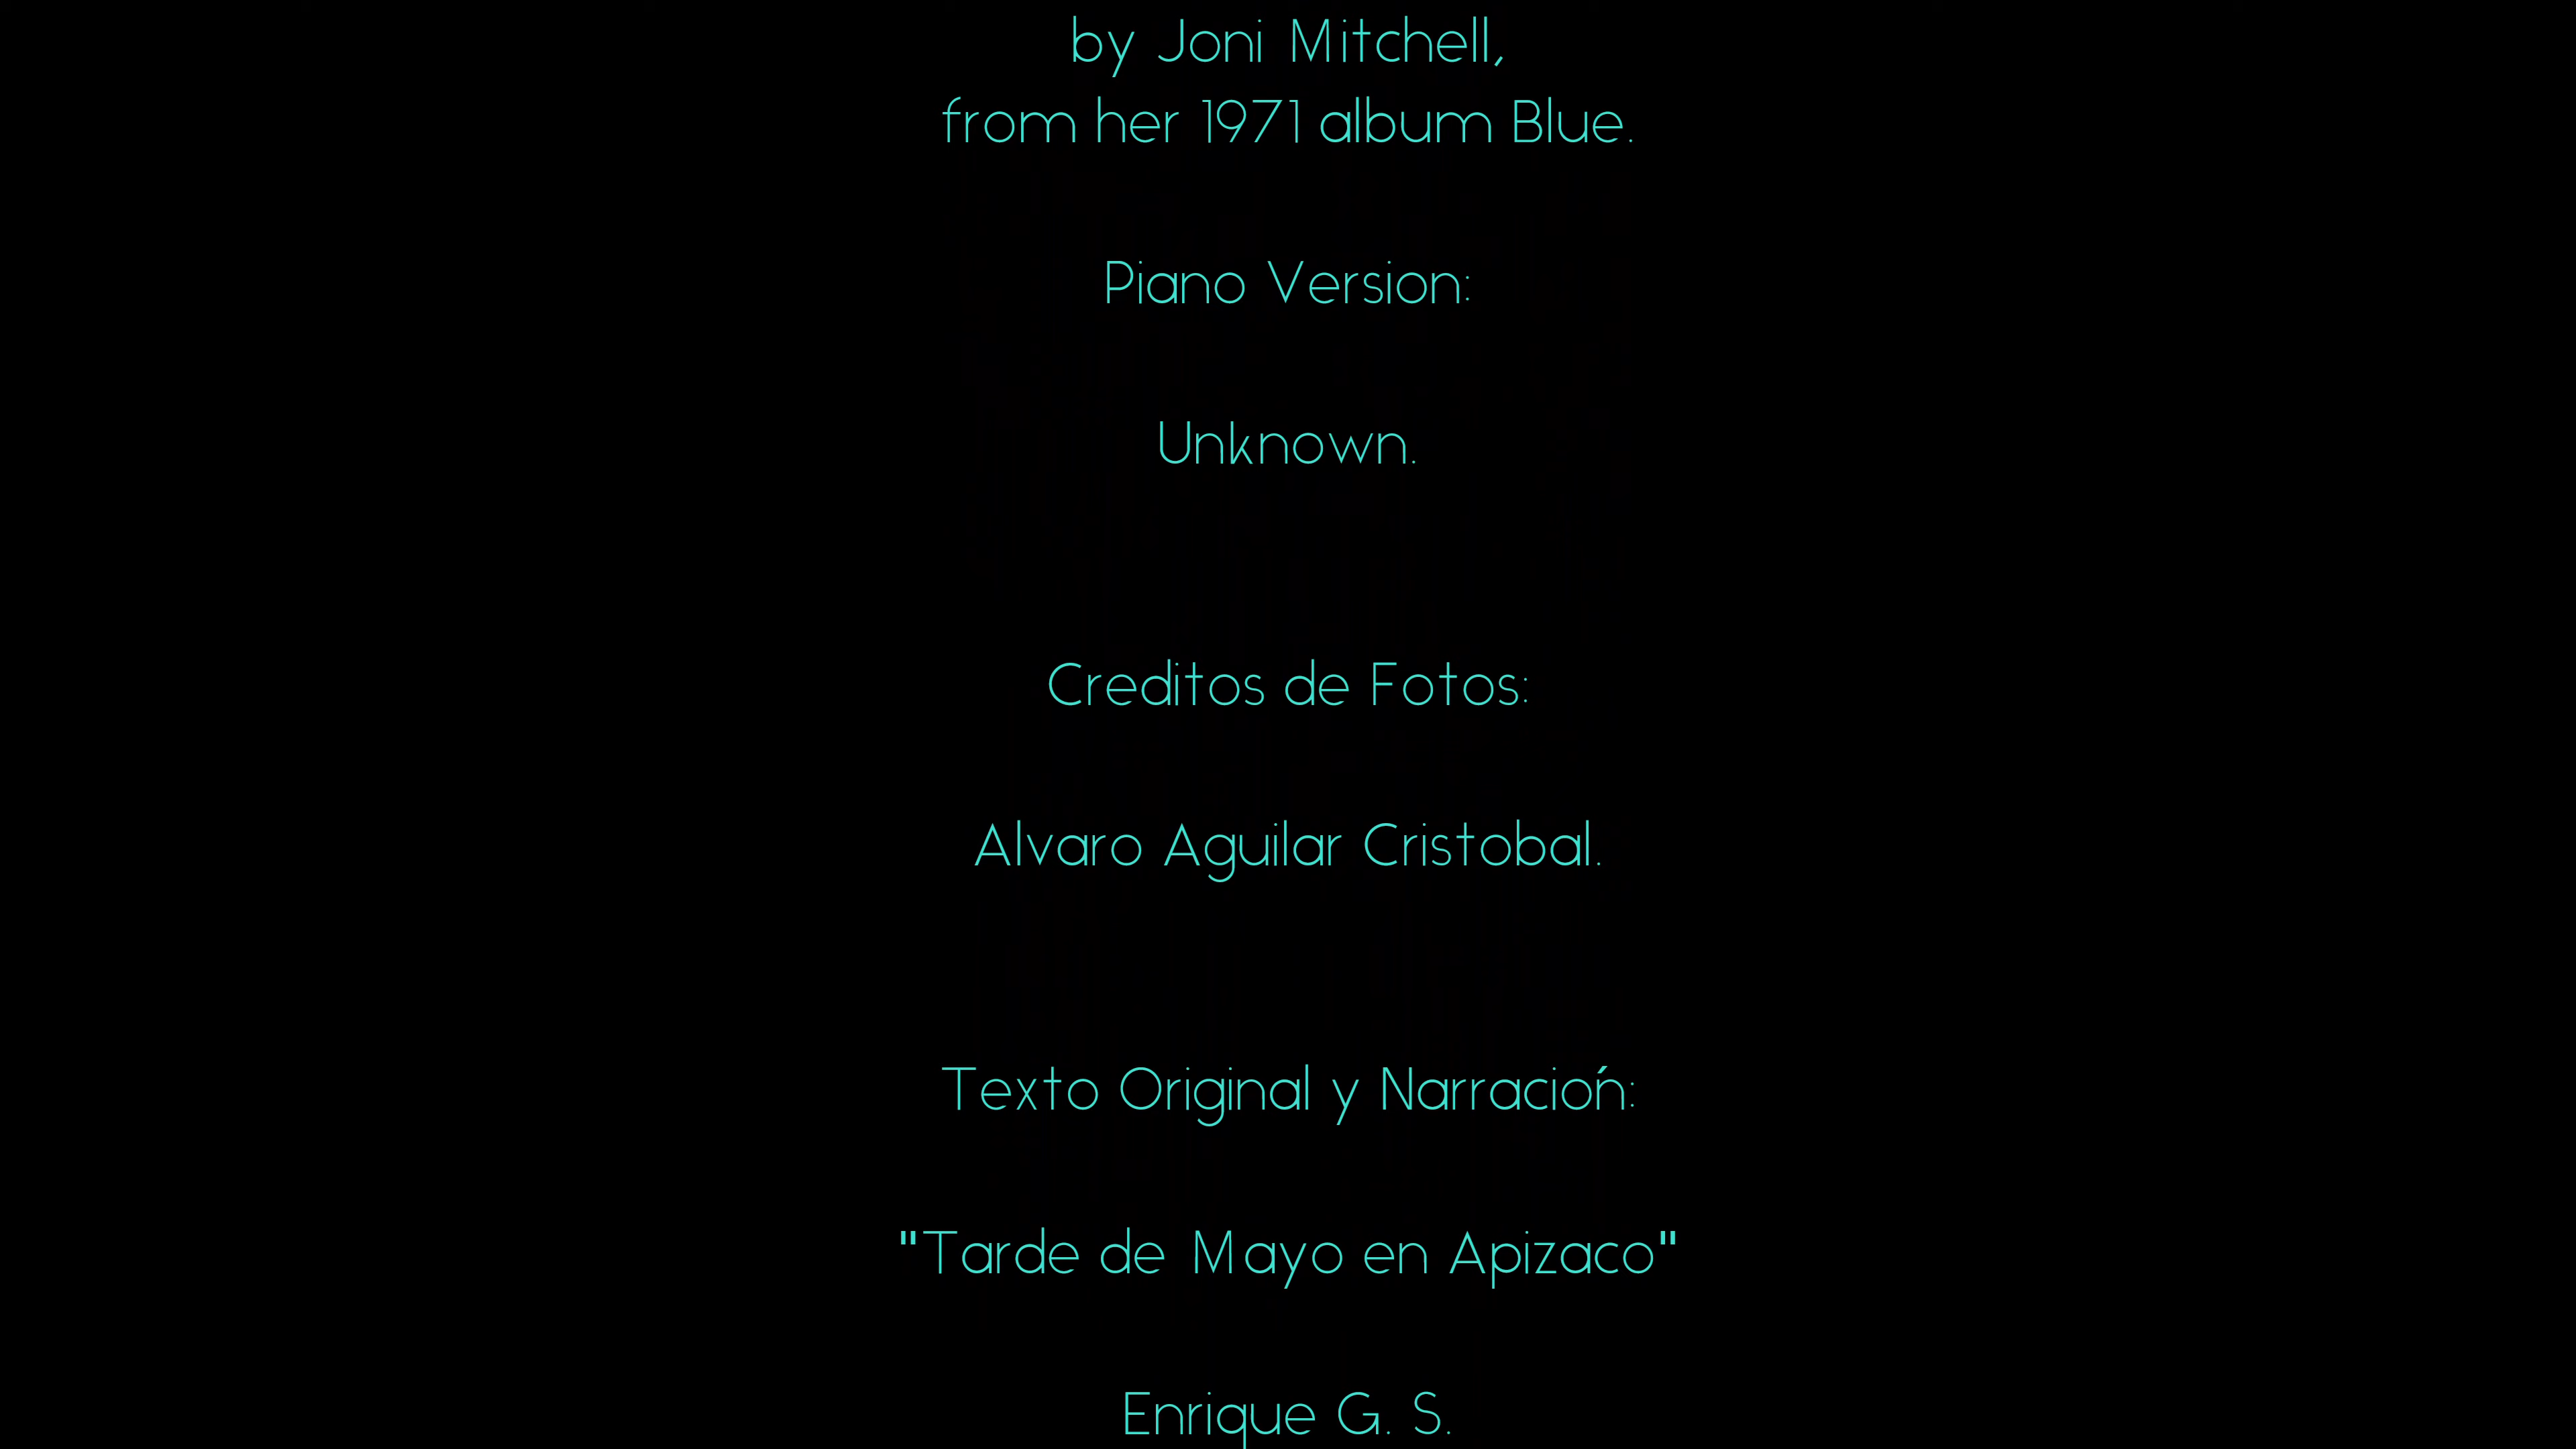 by Joni Mitchell,
from her 1971 album Blue.
Piano Version:
Unknown.
Creditos de Fotos:
Alvaro Aguilar Cristobal.
Texto Original y Narración:
"Tarde de Mayo en Apizaco"
Enrique G. S.